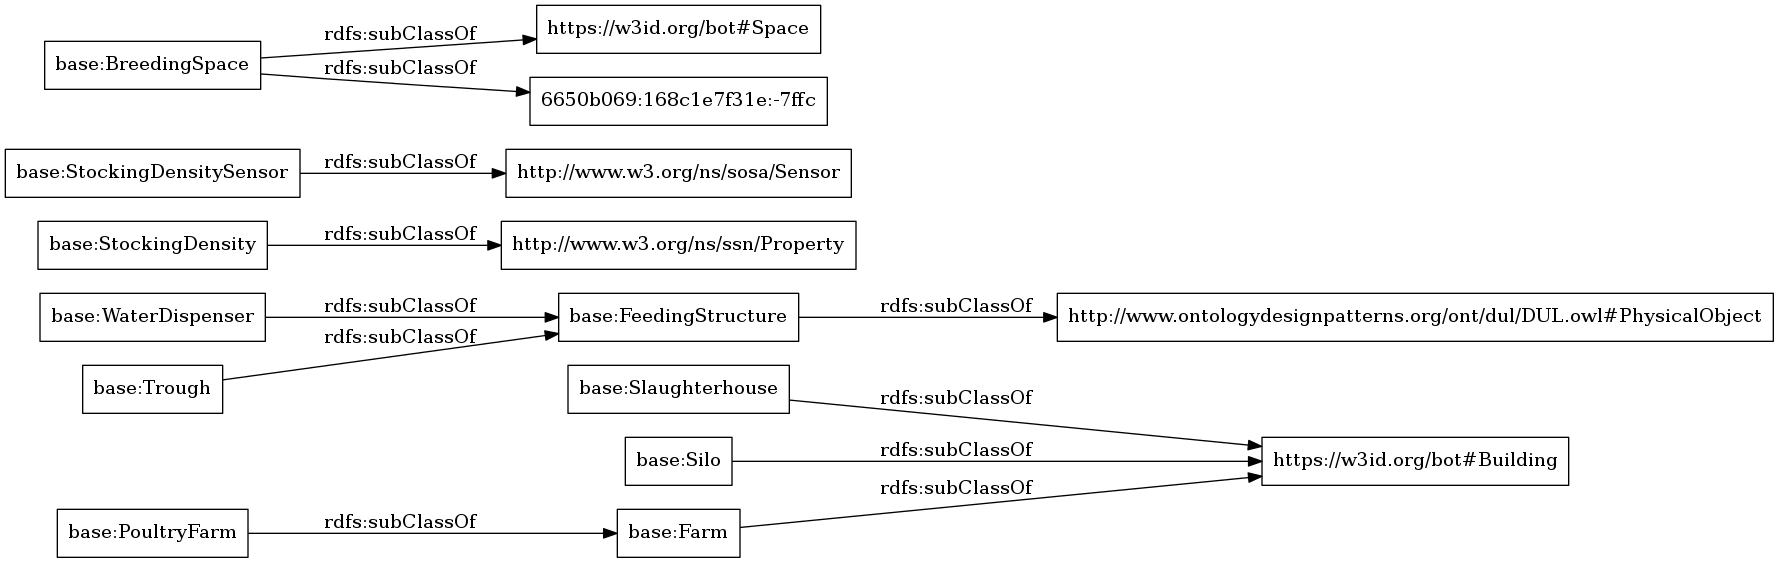 base:BreedingSpace
rdfs:subClassOf
https://w3id.org/bot#Space
rdfs:subClassOf
6650b069:168c1e7f31e:-7ffc
base:StockingDensitySensor
rdfs:subClassOf
http://www.w3.org/ns/sosa/Sensor
base:StockingDensity
rdfs:subClassOf
http://www.w3.org/ns/ssn/Property
base:WaterDispenser
rdfs:subClassOf
base:FeedingStructure
rdfs:subClassOf
http://www.ontologydesignpatterns.org/ont/dul/DUL.owl#PhysicalObject
rdfs:subClassOf
base:Trough
base:Slaughterhouse
rdfs:subClassOf
base:Silo
rdfs:subClassOf
https://w3id.org/bot#Building
rdfs:subClassOf
base:PoultryFarm
rdfs:subClassOf
base:Farm